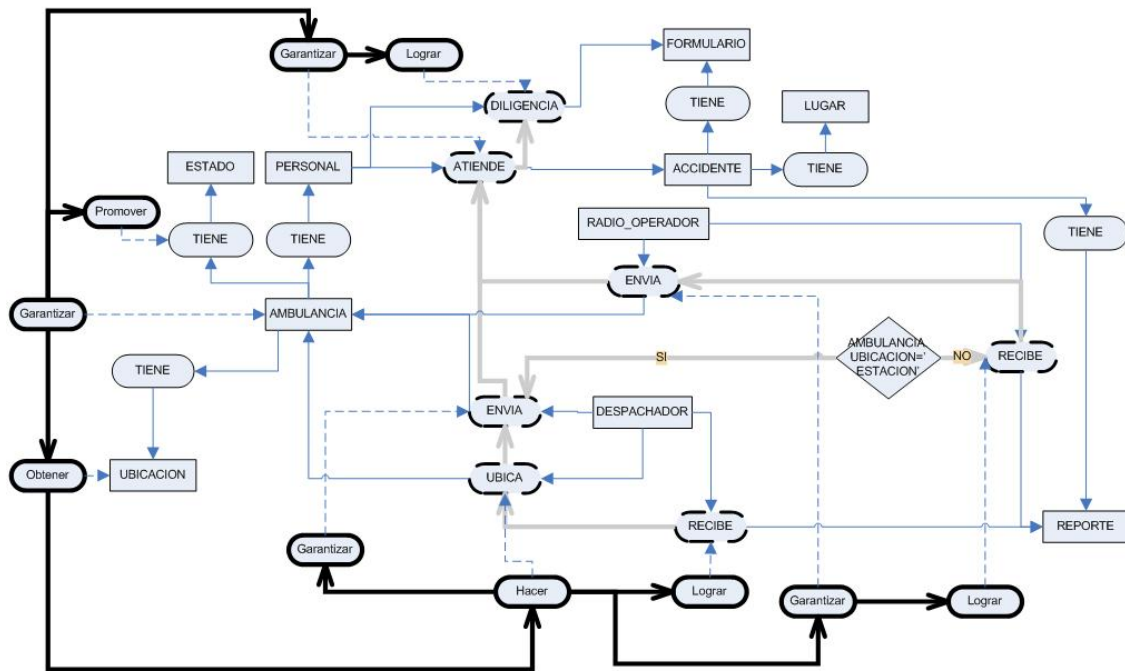 Garantizar
Lograr
FORMULARIO
DILIGENCIA
TIENE
LUGAR
ESTADO
PERSONAL
ATIENDE
ACCIDENTE
TIENE
Promover
TIENE
TIENE
RADIO_OPERADOR
TIENE
ENVIA
Garantizar
AMBULANCIA
AMBULANCIA
UBICACION='
ESTACION'
SI
NO
RECIBE
TIENE
ENVIA
DESPACHADOR
Obtener
UBICACION
UBICA
RECIBE
REPORTE
Garantizar
Hacer
Lograr
Garantizar
Lograr